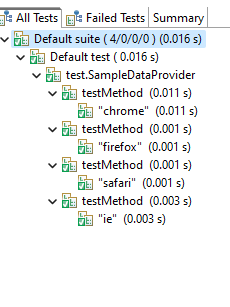 All Tests Failed Tests Summary
Default suite ( 4/0/0/0 ) (0.016 s)
Default test ( 0.016 s)
test.SampleDataProvider
testMethod (0.011 s)
"chrome" (0.011 s)
testMethod (0.001 s)
"firefox" (0.001 s)
testMethod (0.001 s)
"safari" (0.001 s)
testMethod (0.003 s)
"ie" (0.003 s)